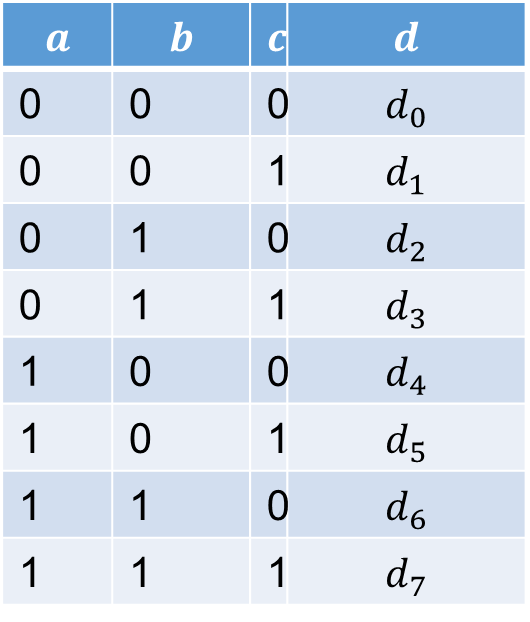 a b c d
0 0 0 d₀
0 0 1 d₁
0 1 0 d₂
0 1 1 d₃
1 0 0 d₄
1 0 1 d₅
1 1 0 d₆
1 1 1 d₇